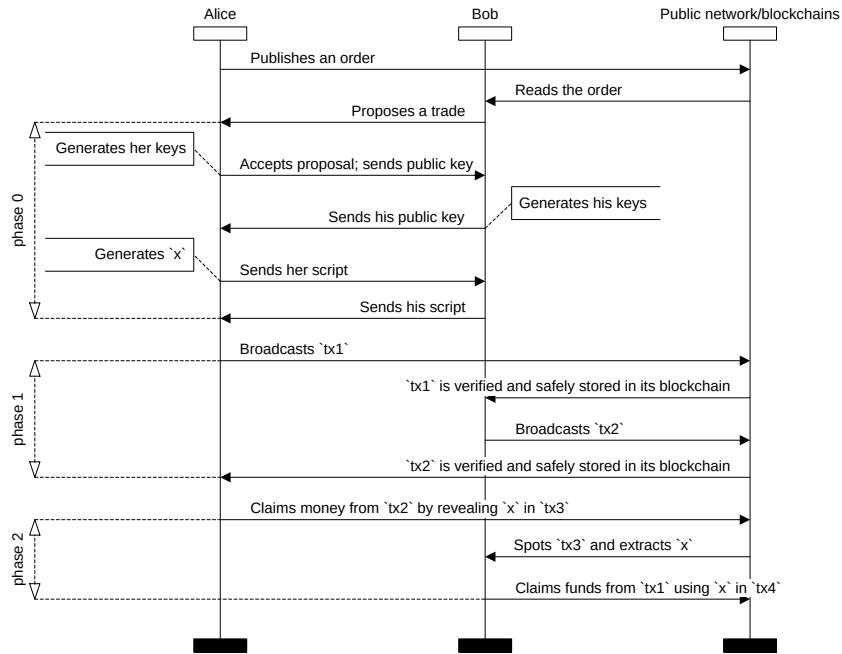 Alice
Bob
Public network/blockchains
Publishes an order
Reads the order
Proposes a trade
Generates her keys
Accepts proposal; sends public key
Generates his keys
Sends his public key
phase 0
Generates `x`
Sends her script
Sends his script
Broadcasts `tx1`
`tx1` is verified and safely stored in its blockchain
phase 1
Broadcasts `tx2`
`tx2` is verified and safely stored in its blockchain
Claims money from `tx2` by revealing `x` in `tx3`
phase 2
Spots `tx3` and extracts `x`
Claims funds from `tx1` using `x` in `tx4`